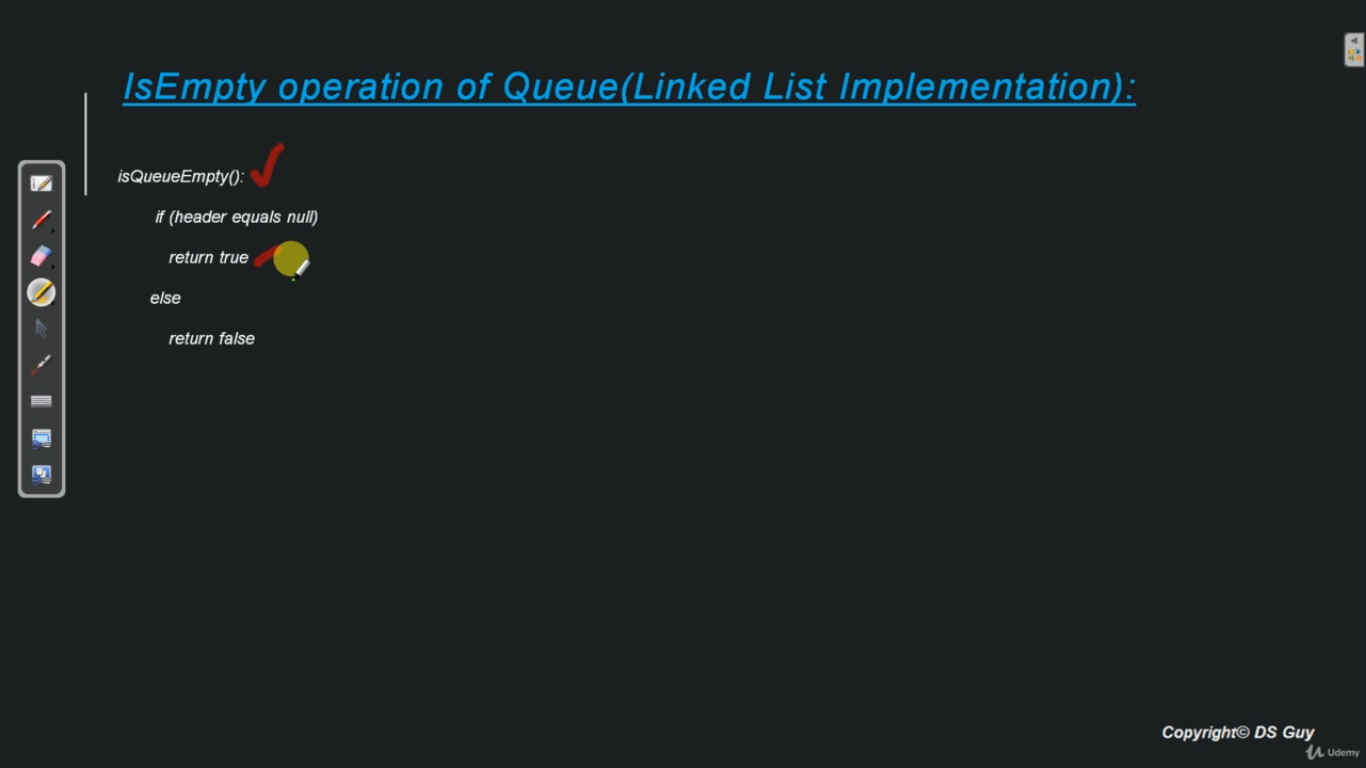 IsEmpty operation of Queue(Linked List Implementation):
isQueueEmpty():
if (header equals null)
return true
else
return false
Copyright© DS Guy
Udemy